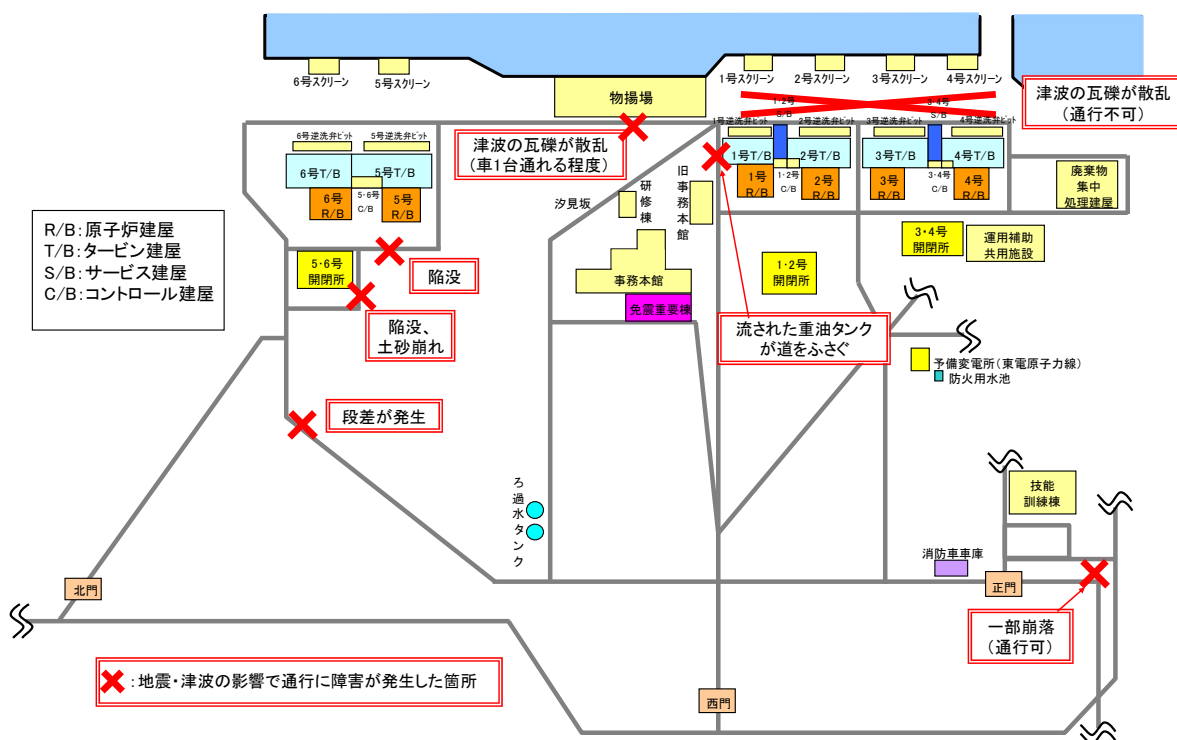 6号スクリーン
5号スクリーン
1号スクリーン
2号スクリーン
3号スクリーン
4号スクリーン
物揚場
津波の瓦礫が散乱
(通行不可)
1・2号
S/B
3・4号
S/B
6号逆洗弁ピット
5号逆洗弁ピット
1号逆洗弁ピット
2号逆洗弁ピット
3号逆洗弁ピット
4号逆洗弁ピット
津波の瓦礫が散乱
(車1台通れる程度)
6号T/B
5号T/B
1号T/B
2号T/B
3号T/B
4号T/B
6号
R/B
5・6号
C/B
5号
R/B
1号
R/B
1・2号
C/B
2号
R/B
3号
R/B
3・4号
C/B
4号
R/B
廃棄物
集中
処理建屋
汐見坂
研修棟
旧事務本館
R/B:原子炉建屋
T/B:タービン建屋
S/B:サービス建屋
C/B:コントロール建屋
5・6号
開閉所
陥没
陥没、
土砂崩れ
事務本館
免震重要棟
1・2号
開閉所
3・4号
開閉所
運用補助
共用施設
流された重油タンク
が道をふさぐ
予備変電所(東電原子力線)
防火用水池
段差が発生
ろ過水タンク
技能
訓練棟
消防車車庫
北門
正門
一部崩落
(通行可)
:地震・津波の影響で通行に障害が発生した箇所
西門